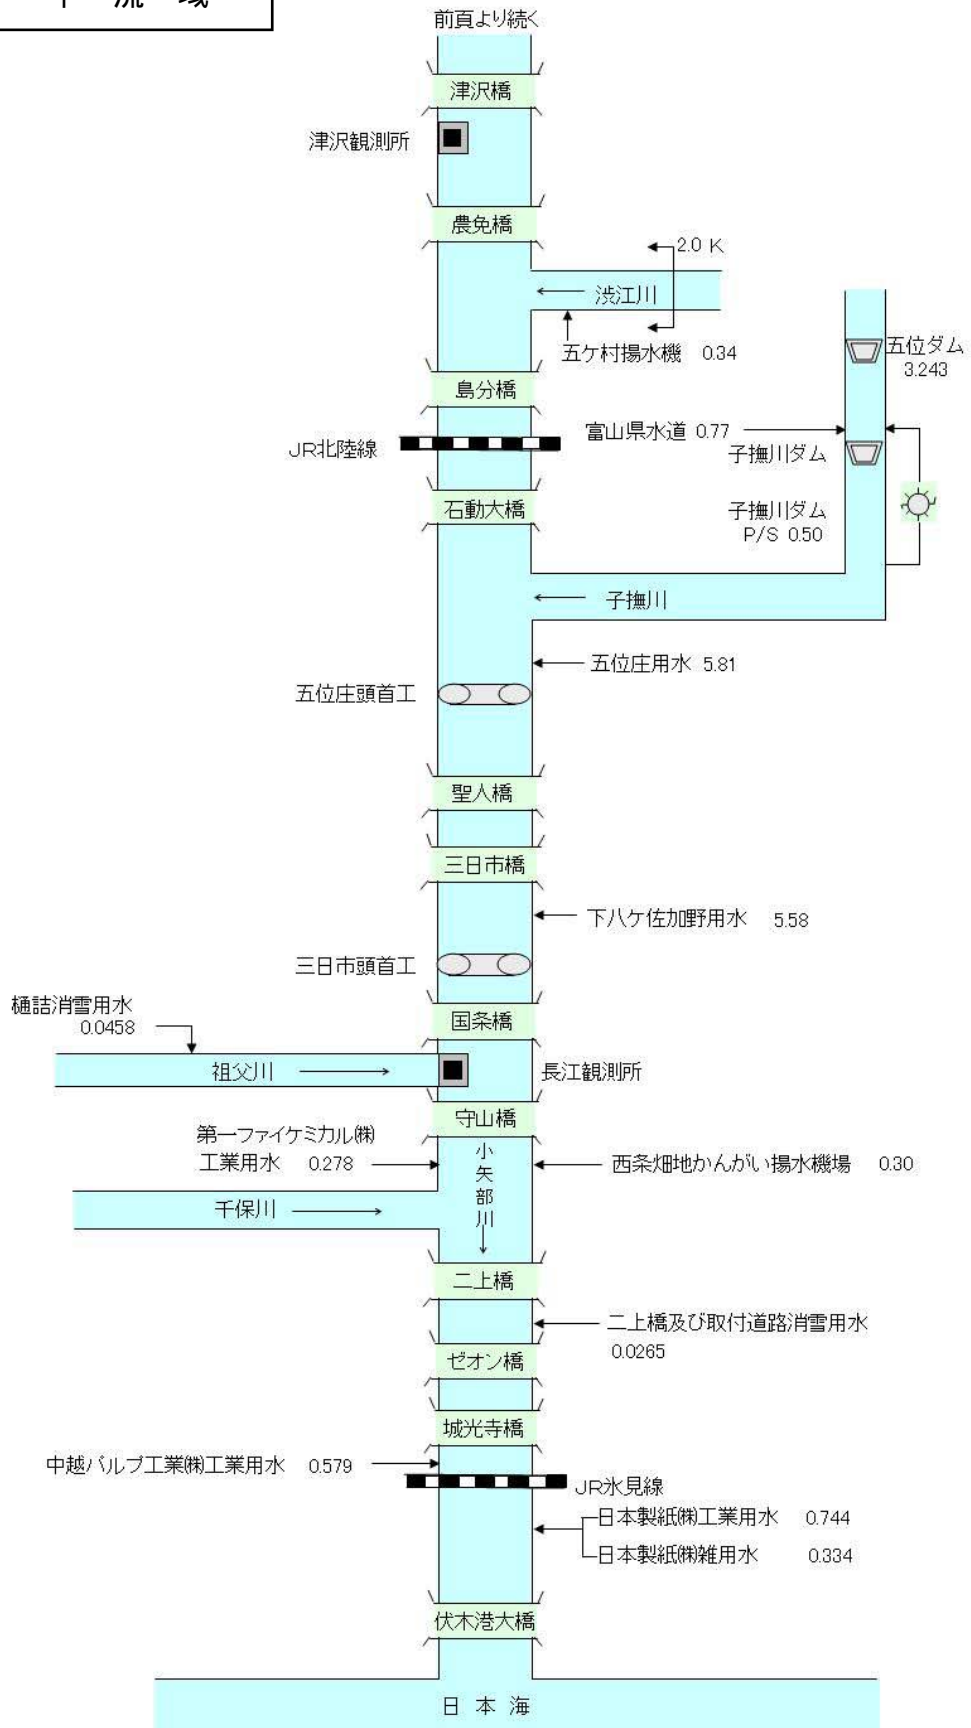 下 流 域
前頁より続く
津沢橋
津沢観測所
農免橋
2.0 K
← 渋江川
五ケ村揚水機 0.34
五位ダム
3.243
島分橋
富山県水道 0.77
JR北陸線
子撫川ダム
石動大橋
子撫川ダム
P/S 0.50
← 子撫川
五位庄用水 5.81
五位庄頭首工
聖人橋
三日市橋
下八ケ佐加野用水 5.58
三日市頭首工
樋詰消雪用水
0.0458
国条橋
祖父川 →
長江観測所
守山橋
第一ファイケミカル㈱
工業用水 0.278
小矢部川
西条畑地かんがい揚水機場 0.30
千保川 →
二上橋
二上橋及び取付道路消雪用水
0.0265
ゼオン橋
城光寺橋
中越パルプ工業㈱工業用水 0.579
JR氷見線
日本製紙㈱工業用水 0.744
日本製紙㈱雑用水 0.334
伏木港大橋
日 本 海